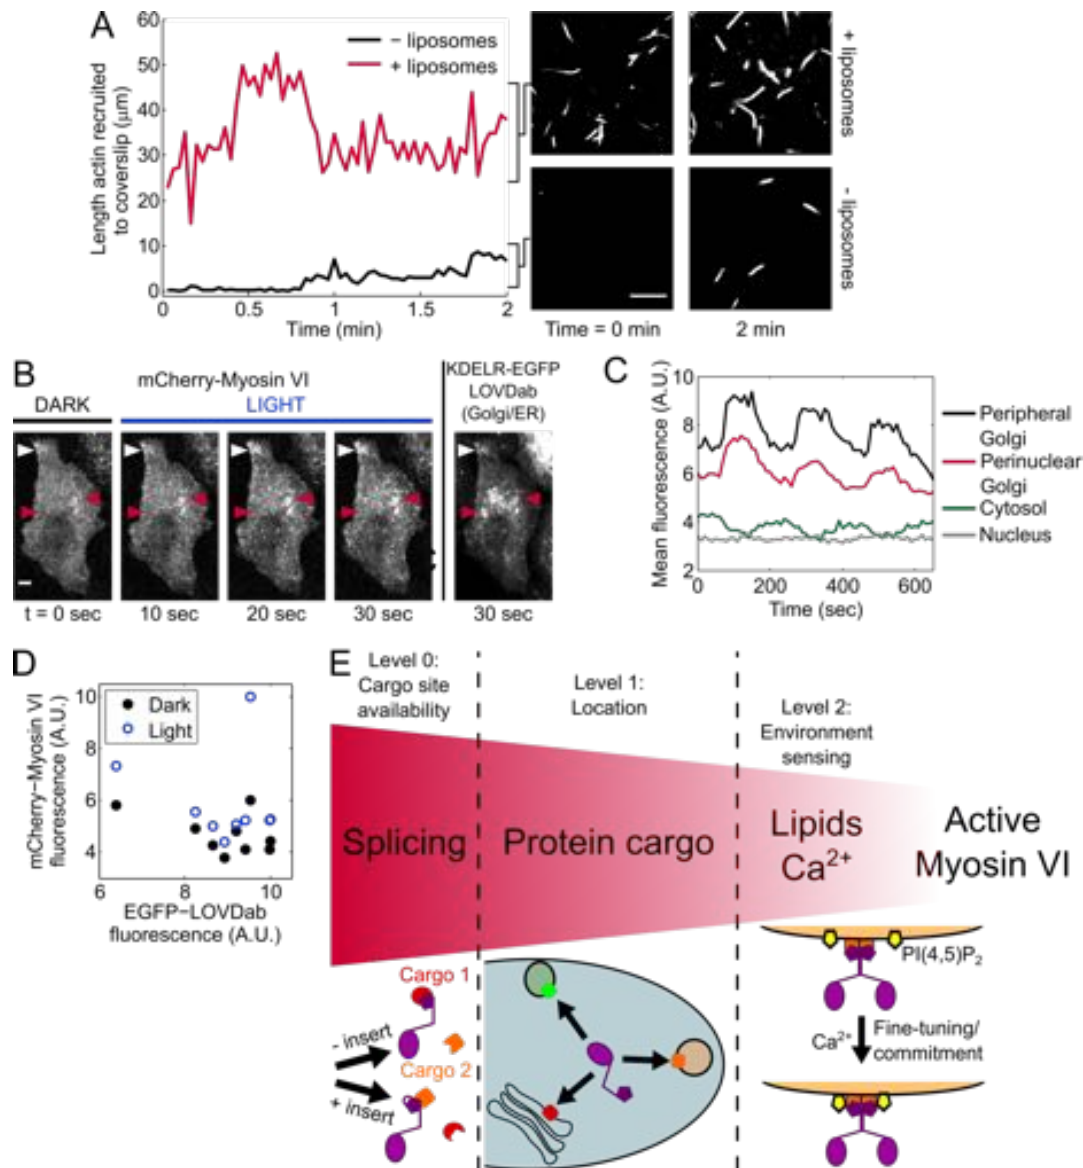 A
60
50
40
30
20
10
0
Length actin recruited
to coverslip (μm)
− liposomes
+ liposomes
0
0.5
1
1.5
2
Time (min)
+ liposomes
- liposomes
Time = 0 min
2 min
B
mCherry-Myosin VI
DARK
LIGHT
KDELR-EGFP
LOVDab
(Golgi/ER)
t = 0 sec
10 sec
20 sec
30 sec
30 sec
C
10
8
6
4
2
Mean fluorescence (A.U.)
0
200
400
600
Time (sec)
Peripheral
Golgi
Perinuclear
Golgi
Cytosol
Nucleus
D
10
8
6
4
mCherry−Myosin VI
fluorescence (A.U.)
Dark
Light
6
8
10
EGFP−LOVDab
fluorescence (A.U.)
E
Level 0:
Cargo site
availability
Level 1:
Location
Level 2:
Environment
sensing
Splicing
Protein cargo
Lipids
Ca²⁺
Active
Myosin VI
Cargo 1
- insert
Cargo 2
+ insert
PI(4,5)P₂
Ca²⁺
Fine-tuning/
commitment